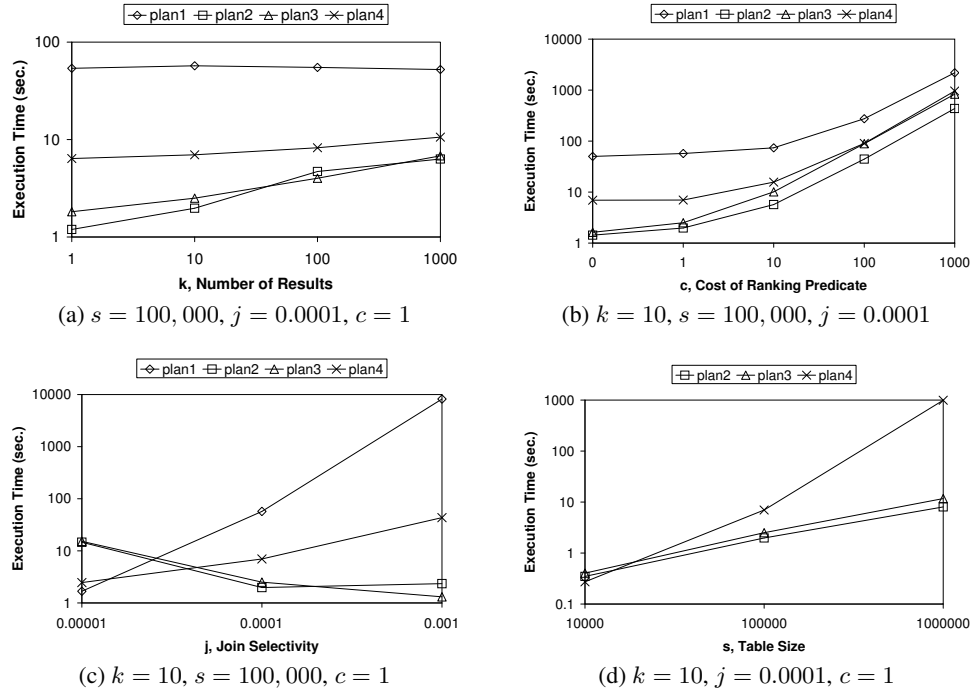 plan1 plan2 plan3 plan4
Execution Time (sec.)
100
10
1
1 10 100 1000
k, Number of Results
(a) s = 100, 000, j = 0.0001, c = 1
plan1 plan2 plan3 plan4
Execution Time (sec.)
10000
1000
100
10
1
0 1 10 100 1000
c, Cost of Ranking Predicate
(b) k = 10, s = 100, 000, j = 0.0001
plan1 plan2 plan3 plan4
Execution Time (sec.)
10000
1000
100
10
1
0.00001 0.0001 0.001
j, Join Selectivity
(c) k = 10, s = 100, 000, c = 1
plan2 plan3 plan4
Execution Time (sec.)
1000
100
10
1
0.1
10000 100000 1000000
s, Table Size
(d) k = 10, j = 0.0001, c = 1